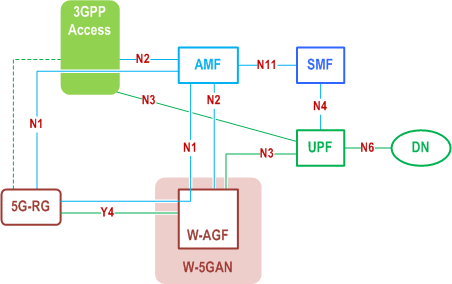 3GPP
Access
N2
AMF
N11
SMF
N1
N3
N2
N4
N1
N3
UPF
N6
DN
5G-RG
Y4
W-AGF
W-5GAN